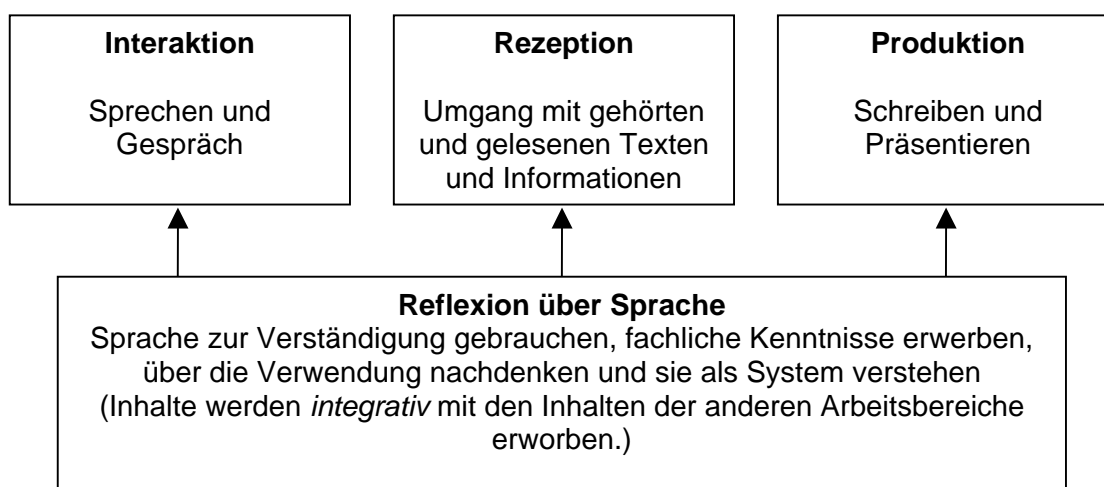 Interaktion
Sprechen und
Gespräch
Rezeption
Umgang mit gehörten
und gelesenen Texten
und Informationen
Produktion
Schreiben und
Präsentieren
Reflexion über Sprache
Sprache zur Verständigung gebrauchen, fachliche Kenntnisse erwerben,
über die Verwendung nachdenken und sie als System verstehen
(Inhalte werden integrativ mit den Inhalten der anderen Arbeitsbereiche
erworben.)